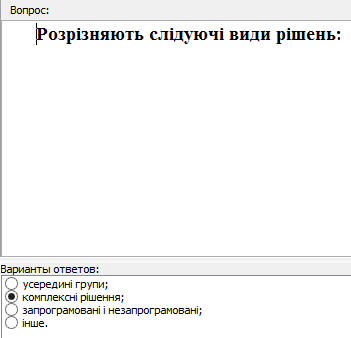 Вопрос:
Розрізняють слідуючі види рішень:
Варианты ответов:
усередині групи;
комплексні рішення;
запрограмовані і незапрограмовані;
інше.